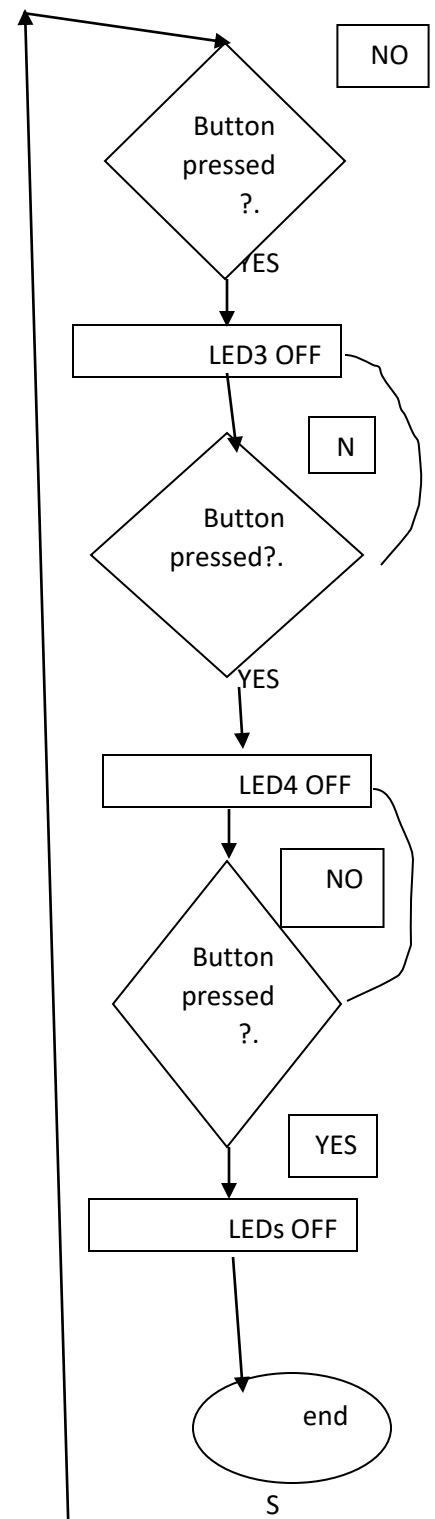 NO
Button
pressed
?.
YES
LED3 OFF
N
Button
pressed?.
YES
LED4 OFF
NO
Button
pressed
?.
YES
LEDs OFF
end
S